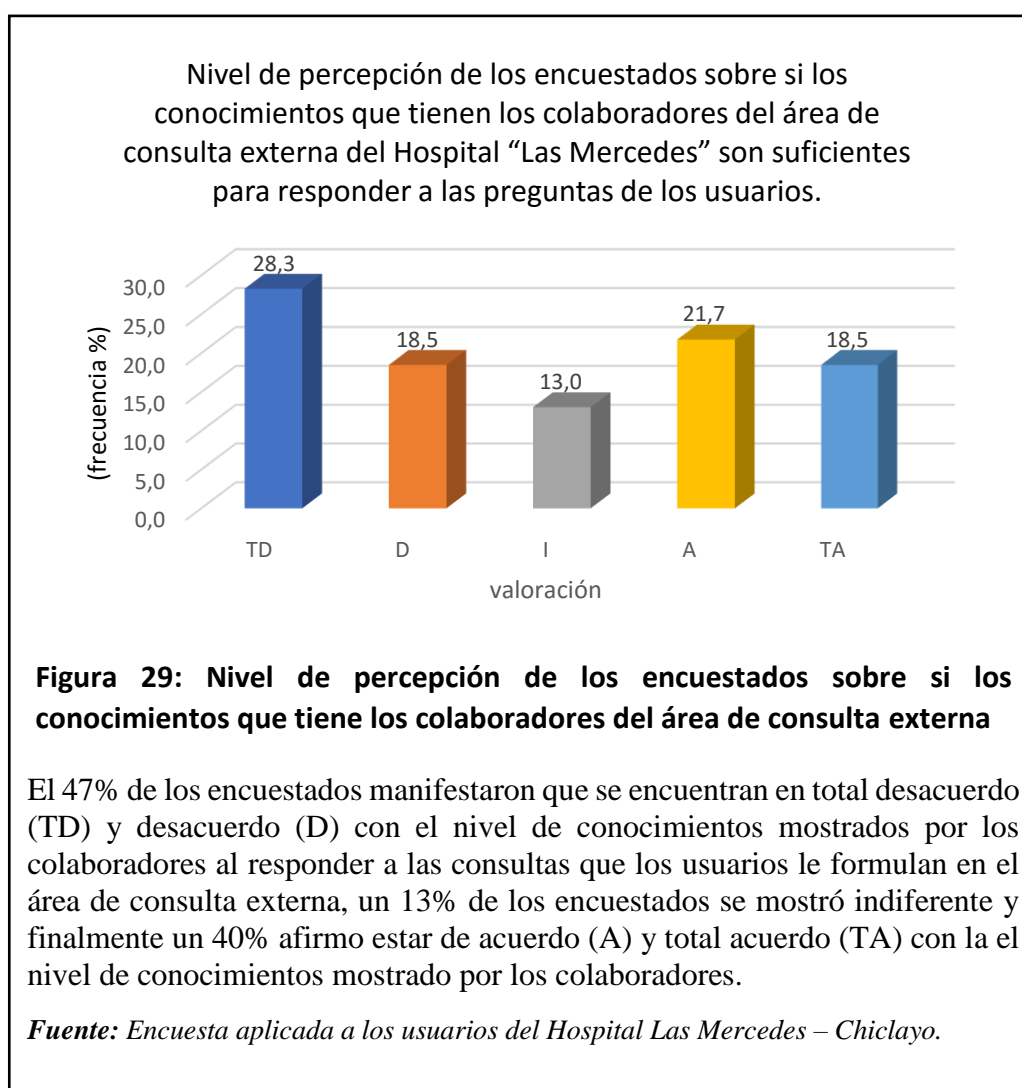 Nivel de percepción de los encuestados sobre si los
conocimientos que tienen los colaboradores del área de
consulta externa del Hospital “Las Mercedes” son suficientes
para responder a las preguntas de los usuarios.
28,3
18,5
13,0
21,7
18,5
30,0
25,0
20,0
15,0
10,0
5,0
0,0
(frecuencia %)
TD D I A TA
valoración
Figura 29: Nivel de percepción de los encuestados sobre si los
conocimientos que tiene los colaboradores del área de consulta externa
El 47% de los encuestados manifestaron que se encuentran en total desacuerdo
(TD) y desacuerdo (D) con el nivel de conocimientos mostrados por los
colaboradores al responder a las consultas que los usuarios le formulan en el
área de consulta externa, un 13% de los encuestados se mostró indiferente y
finalmente un 40% afirmo estar de acuerdo (A) y total acuerdo (TA) con la el
nivel de conocimientos mostrado por los colaboradores.
Fuente: Encuesta aplicada a los usuarios del Hospital Las Mercedes – Chiclayo.